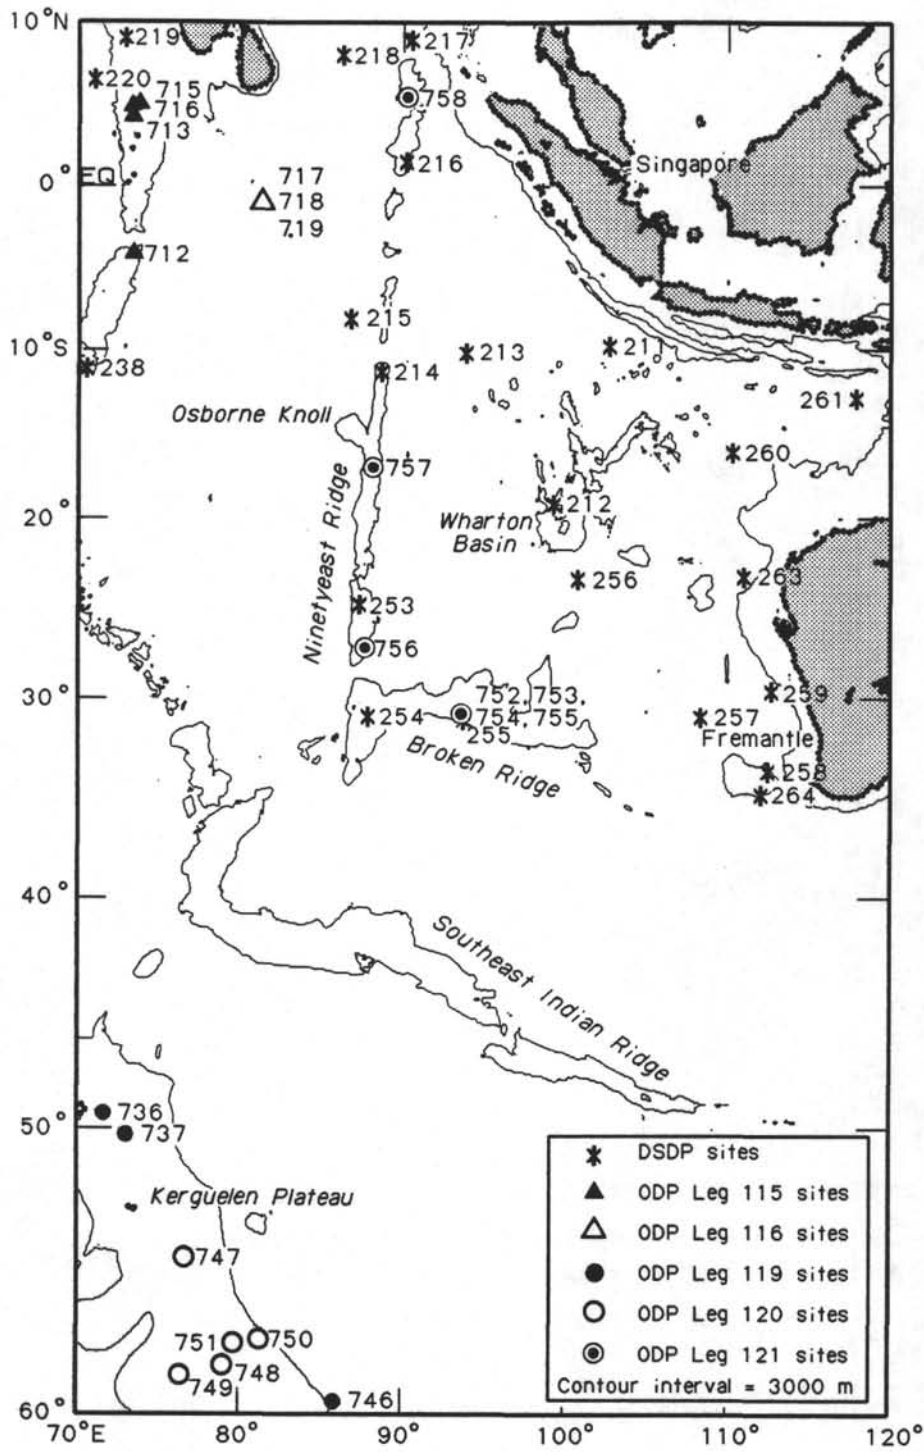 10°N
219
217
218
220
715
758
716
713
216
Singapore
EQ
0°
717
718
719
712
215
213
211
10°S
238
214
261
Osborne Knoll
260
757
Ninetyeast Ridge
212
20°
Wharton
Basin
263
256
253
756
752, 753,
259
30°
254
754, 755
257
255
Fremantle
Broken Ridge
258
264
40°
Southeast Indian Ridge
736
50°
737
DSDP sites
Kerguelen Plateau
ODP Leg 115 sites
747
ODP Leg 116 sites
ODP Leg 119 sites
ODP Leg 120 sites
751
750
ODP Leg 121 sites
748
749
Contour interval = 3000 m
746
60°
70°E
80°
90°
100°
110°
120°